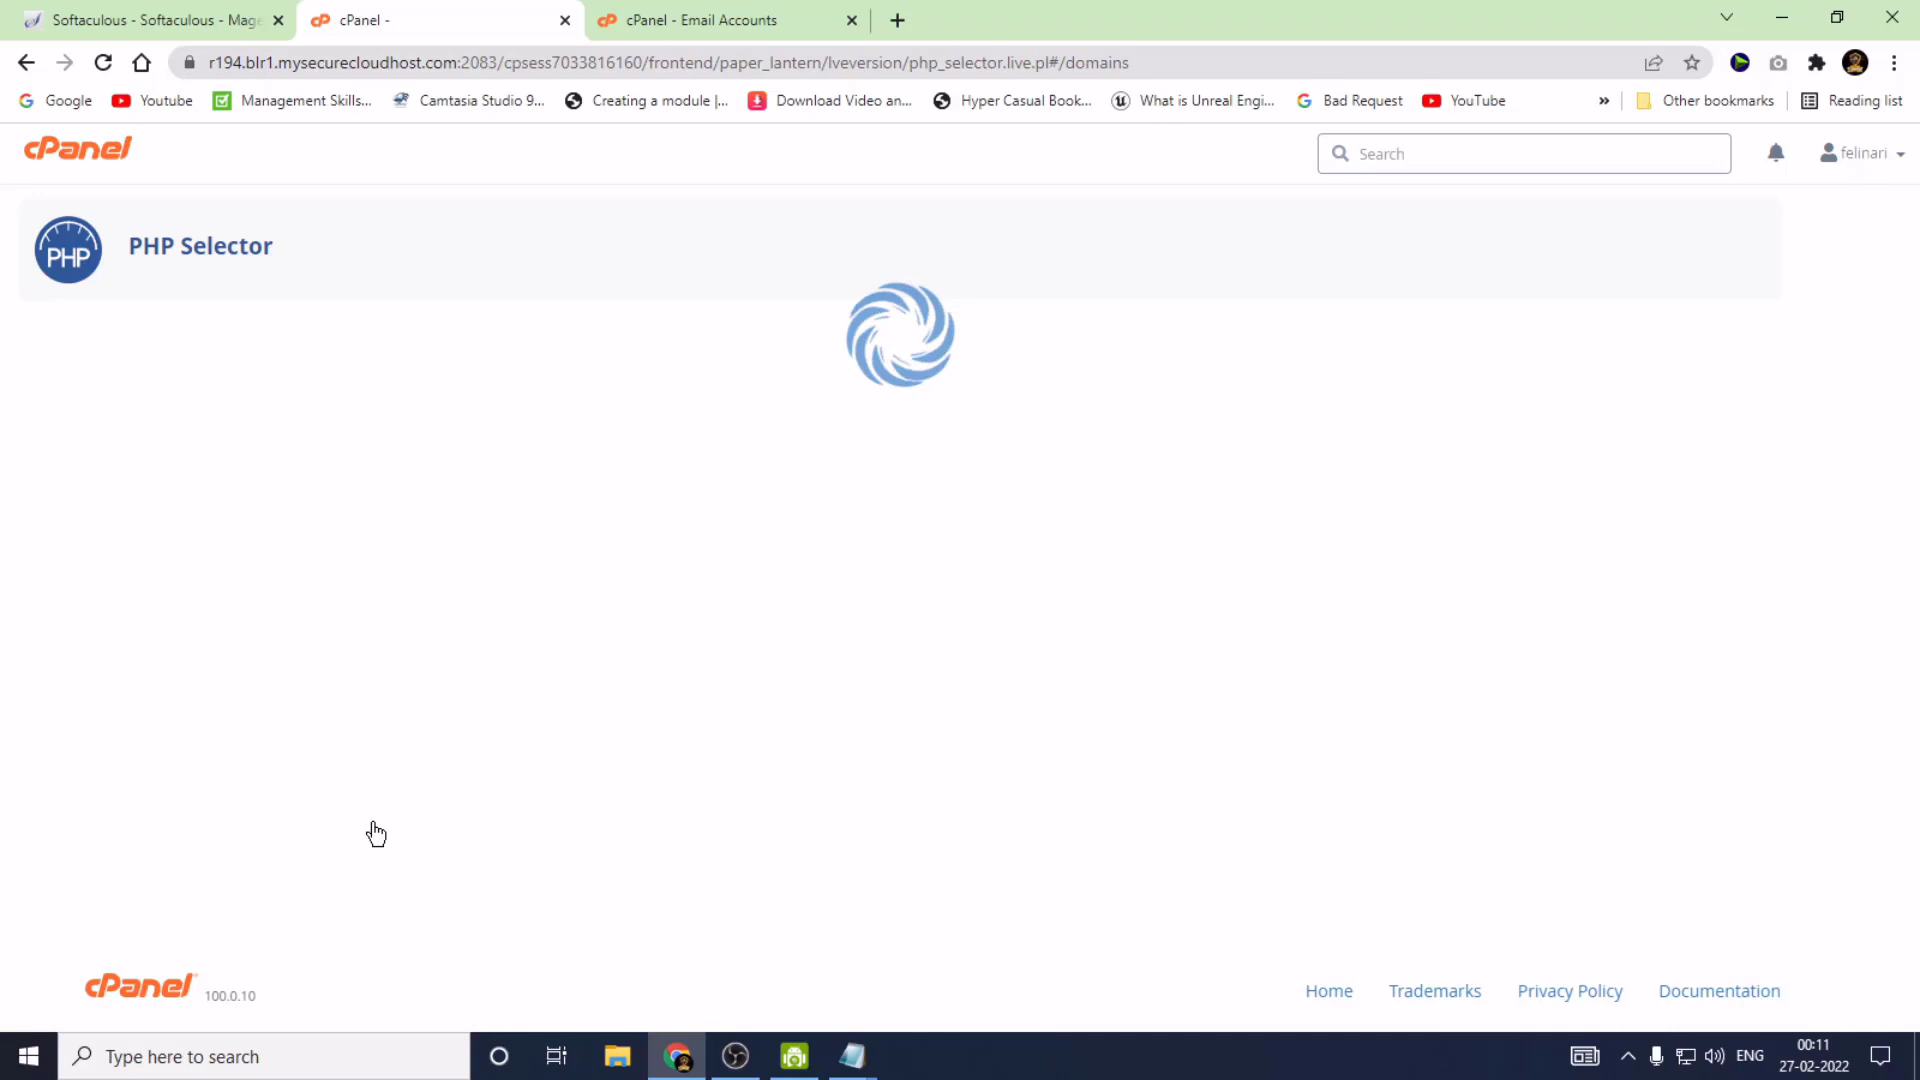 Softaculous - Softaculous - Mage
cPanel -
cPanel - Email Accounts
r194.blr1.mysecurecloudhost.com:2083/cpsess7033816160/frontend/paper_lantern/lveversion/php_selector.live.pl#/domains
Google
Youtube
Management Skills...
Camtasia Studio 9...
Creating a module |...
Download Video an...
Hyper Casual Book...
What is Unreal Engi...
Bad Request
YouTube
»
Other bookmarks
Reading list
cPanel
Search
felinari
PHP
PHP Selector
cPanel 100.0.10
Home
Trademarks
Privacy Policy
Documentation
Type here to search
ENG
00:11
27-02-2022